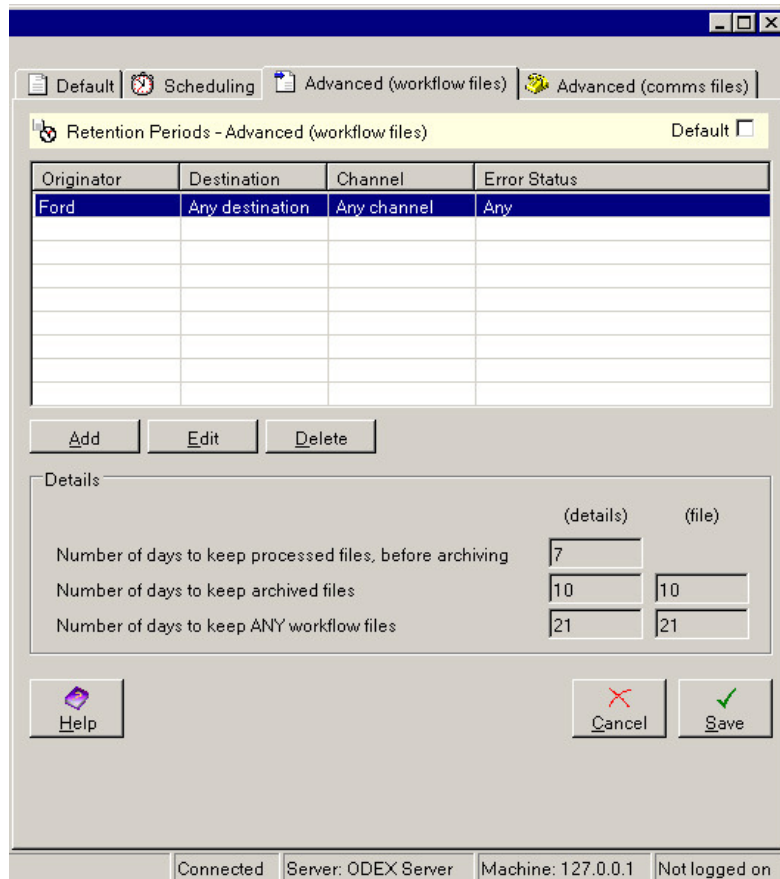 Default Scheduling Advanced (workflow files) Advanced (comms files)
Retention Periods - Advanced (workflow files) Default
Originator Destination Channel Error Status
Ford Any destination Any channel Any
Add Edit Delete
Details
(details) (file)
Number of days to keep processed files, before archiving 7
Number of days to keep archived files 10 10
Number of days to keep ANY workflow files 21 21
Help Cancel Save
Connected Server: ODEX Server Machine: 127.0.0.1 Not logged on